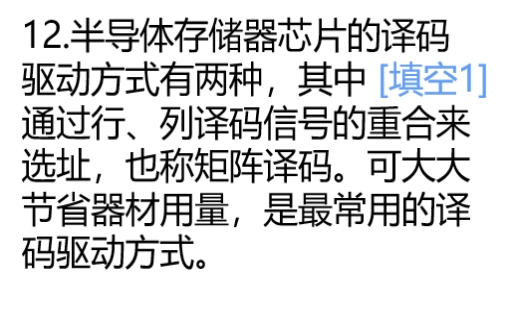 12.半导体存储器芯片的译码
驱动方式有两种，其中 [填空1]
通过行、列译码信号的重合来
选址，也称矩阵译码。可大大
节省器材用量，是最常用的译
码驱动方式。